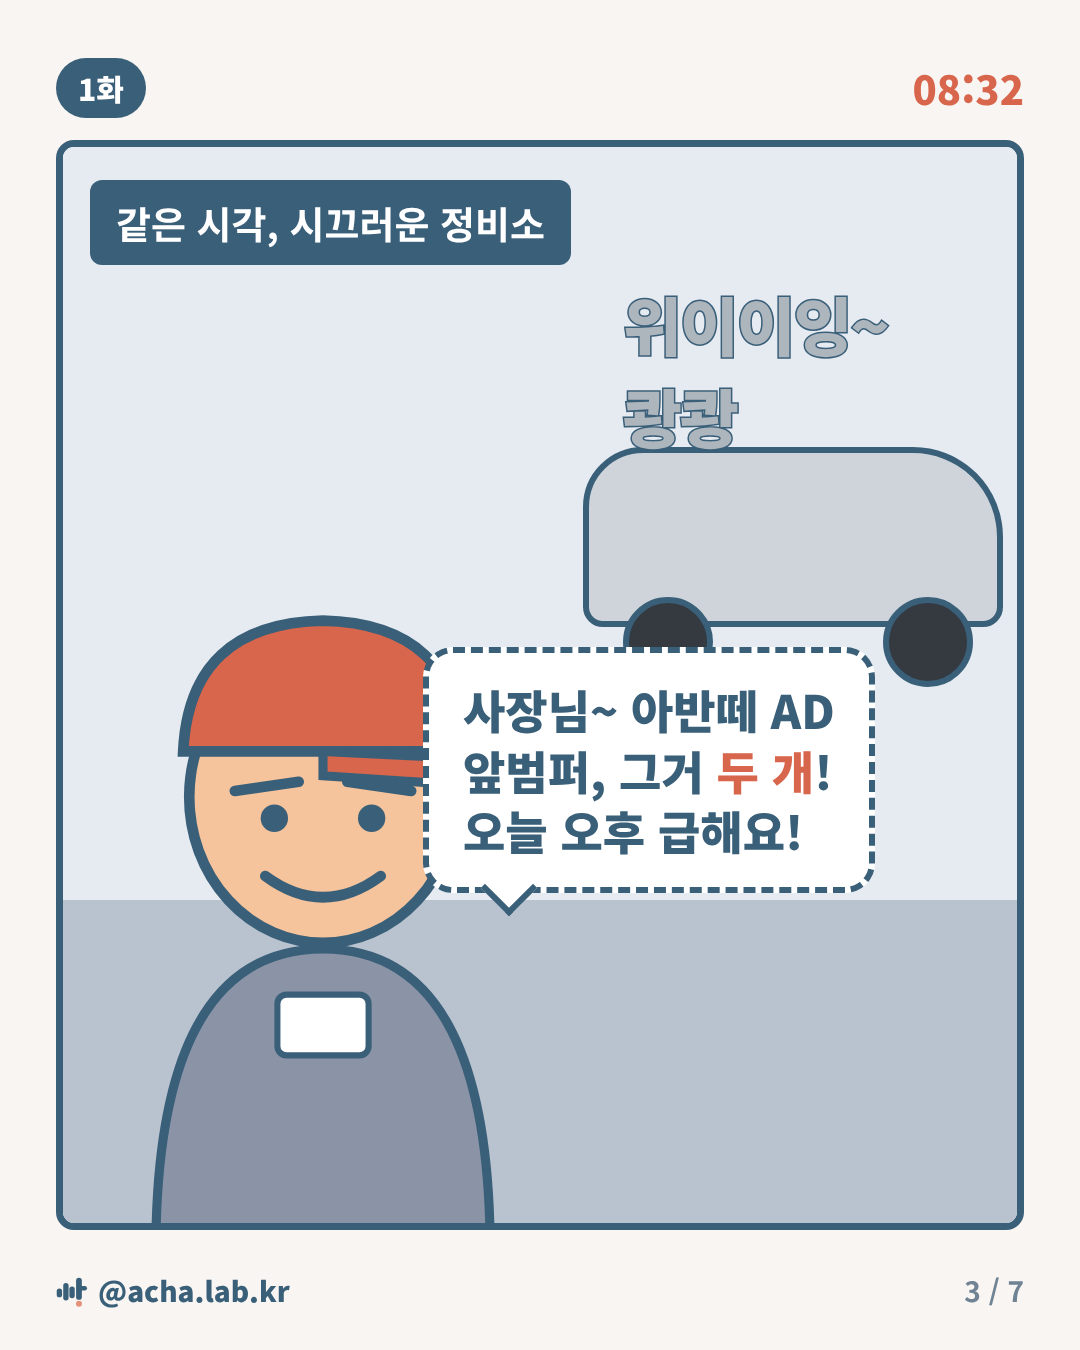 1화
08:32
같은 시각, 시끄러운 정비소
위이이잉~
쾅쾅
사장님~ 아반떼 AD
앞범퍼, 그거 두 개!
오늘 오후 급해요!
@acha.lab.kr
3 / 7